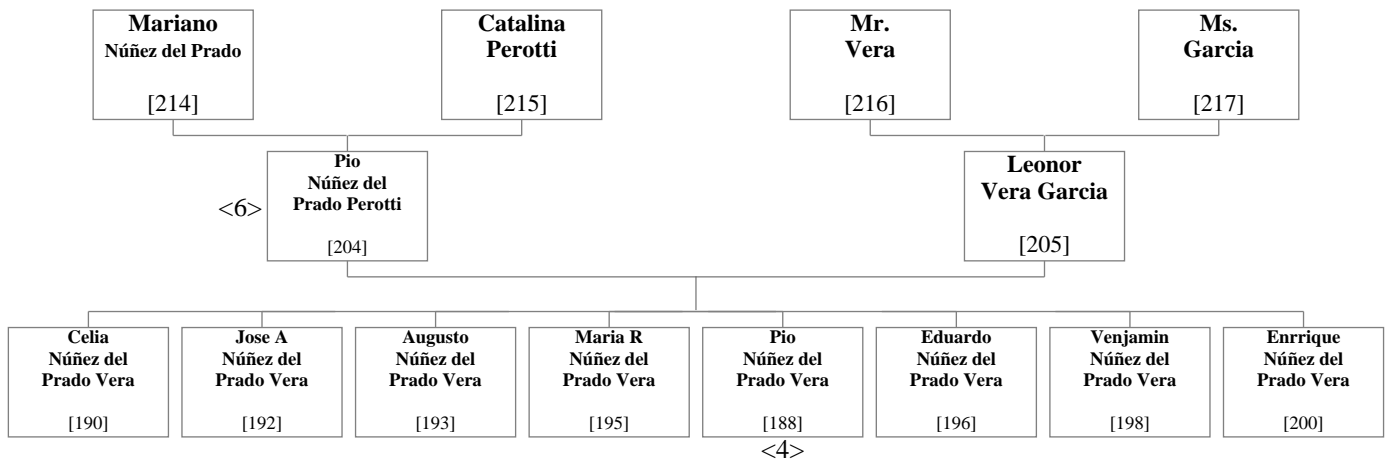 Mariano
Núñez del Prado
[214]
Catalina
Perotti
[215]
Mr.
Vera
[216]
Ms.
Garcia
[217]
<6>
Pio
Núñez del
Prado Perotti
[204]
Leonor
Vera Garcia
[205]
Celia
Núñez del
Prado Vera
[190]
Jose A
Núñez del
Prado Vera
[192]
Augusto
Núñez del
Prado Vera
[193]
Maria R
Núñez del
Prado Vera
[195]
Pio
Núñez del
Prado Vera
[188]
<4>
Eduardo
Núñez del
Prado Vera
[196]
Venjamin
Núñez del
Prado Vera
[198]
Enrrique
Núñez del
Prado Vera
[200]